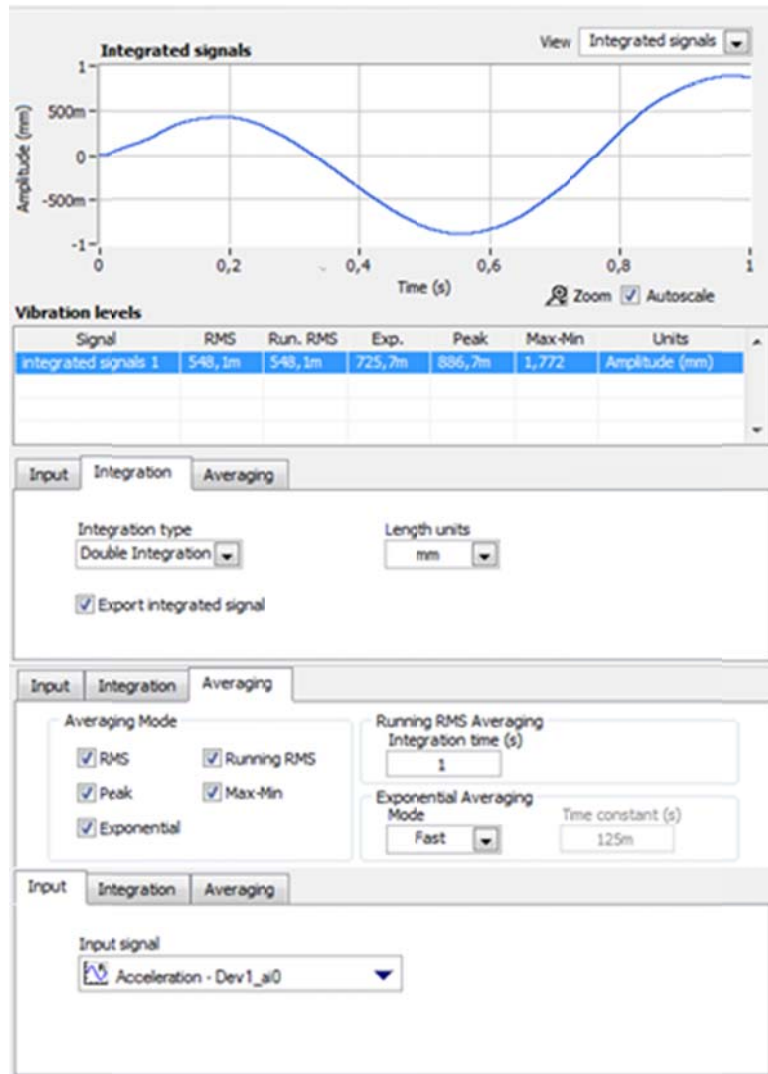 Integrated signals View Integrated signals
1
500m
0
-500m
-1
Amplitude (mm)
0 0,2 0,4 0,6 0,8 1
Time (s)
Zoom Autoscale
Vibration levels
Signal RMS Run. RMS Exp. Peak Max-Min Units
integrated signals 1 548,1m 548,1m 725,7m 886,7m 1,772 Amplitude (mm)
Input Integration Averaging
Integration type Length units
Double Integration mm
Export integrated signal
Input Integration Averaging
Averaging Mode Running RMS Averaging
Integration time (s)
RMS Running RMS 1
Peak Max-Min Exponential Averaging
Mode Time constant (s)
Exponential Fast 125m
Input Integration Averaging
Input signal
Acceleration - Dev1_ai0